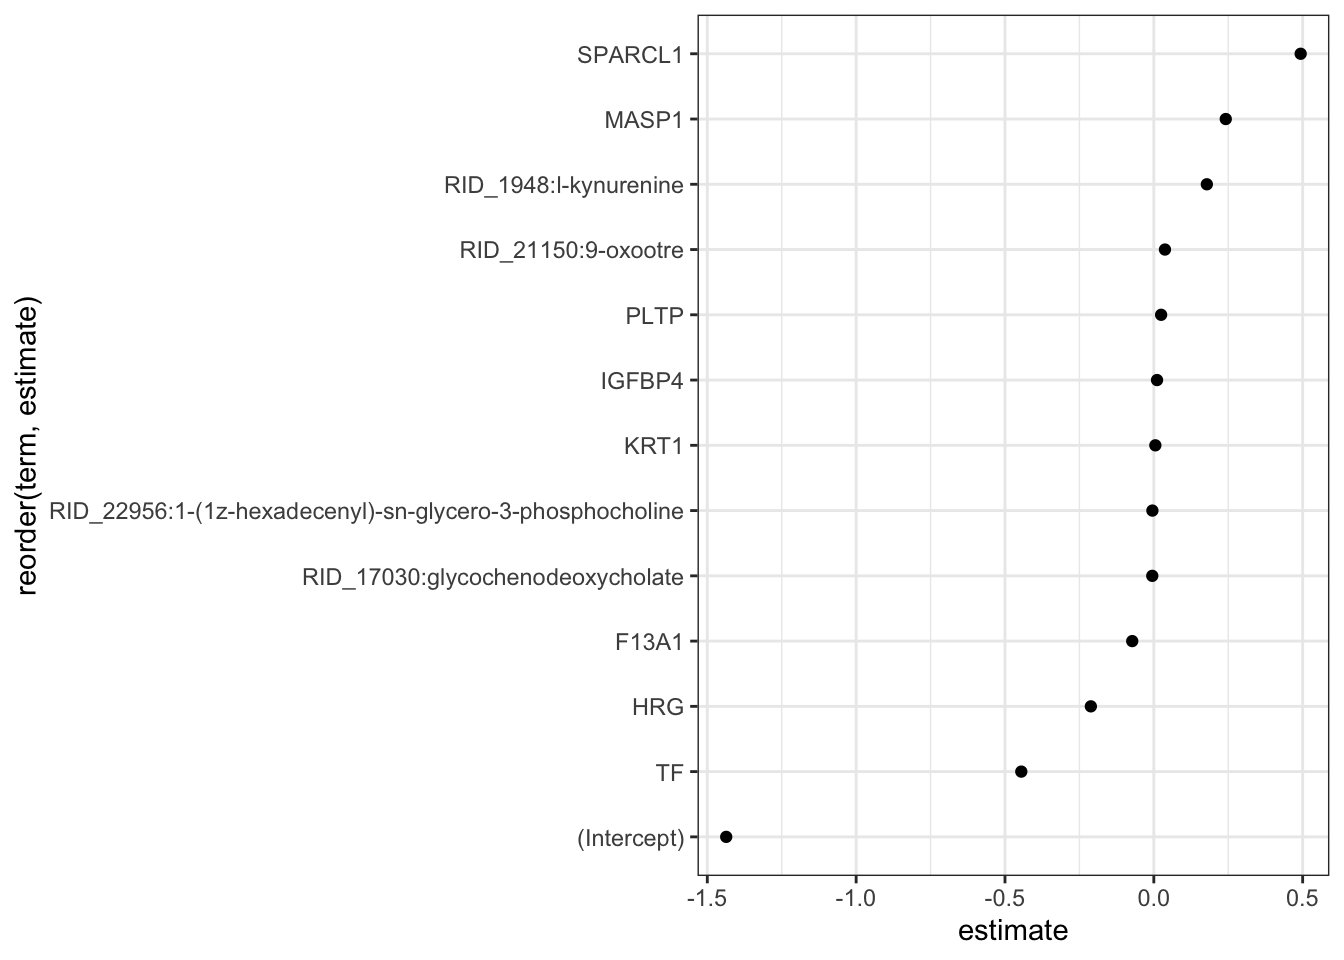 SPARCL1
MASP1
RID_1948:l-kynurenine
RID_21150:9-oxootre
PLTP
IGFBP4
KRT1
RID_22956:1-(1z-hexadecenyl)-sn-glycero-3-phosphocholine
RID_17030:glycochenodeoxycholate
F13A1
HRG
TF
(Intercept)
reorder(term, estimate)
-1.5 -1.0 -0.5 0.0 0.5
estimate